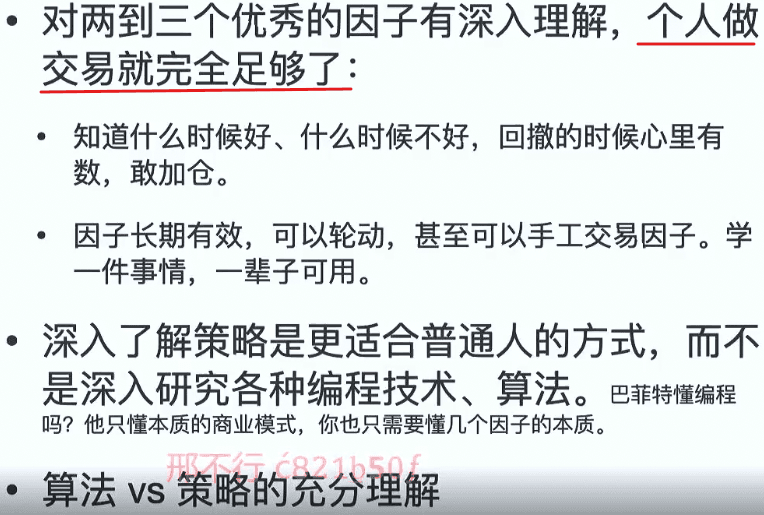 • 对两到三个优秀的因子有深入理解，个人做
交易就完全足够了：
• 知道什么时候好、什么时候不好，回撤的时候心里有
数，敢加仓。
• 因子长期有效，可以轮动，甚至可以手工交易因子。学
一件事情，一辈子可用。
• 深入了解策略是更适合普通人的方式，而不
是深入研究各种编程技术、算法。巴菲特懂编程
吗？他只懂本质的商业模式，你也只需要懂几个因子的本质。
邢不行 c821b50f
• 算法 vs 策略的充分理解